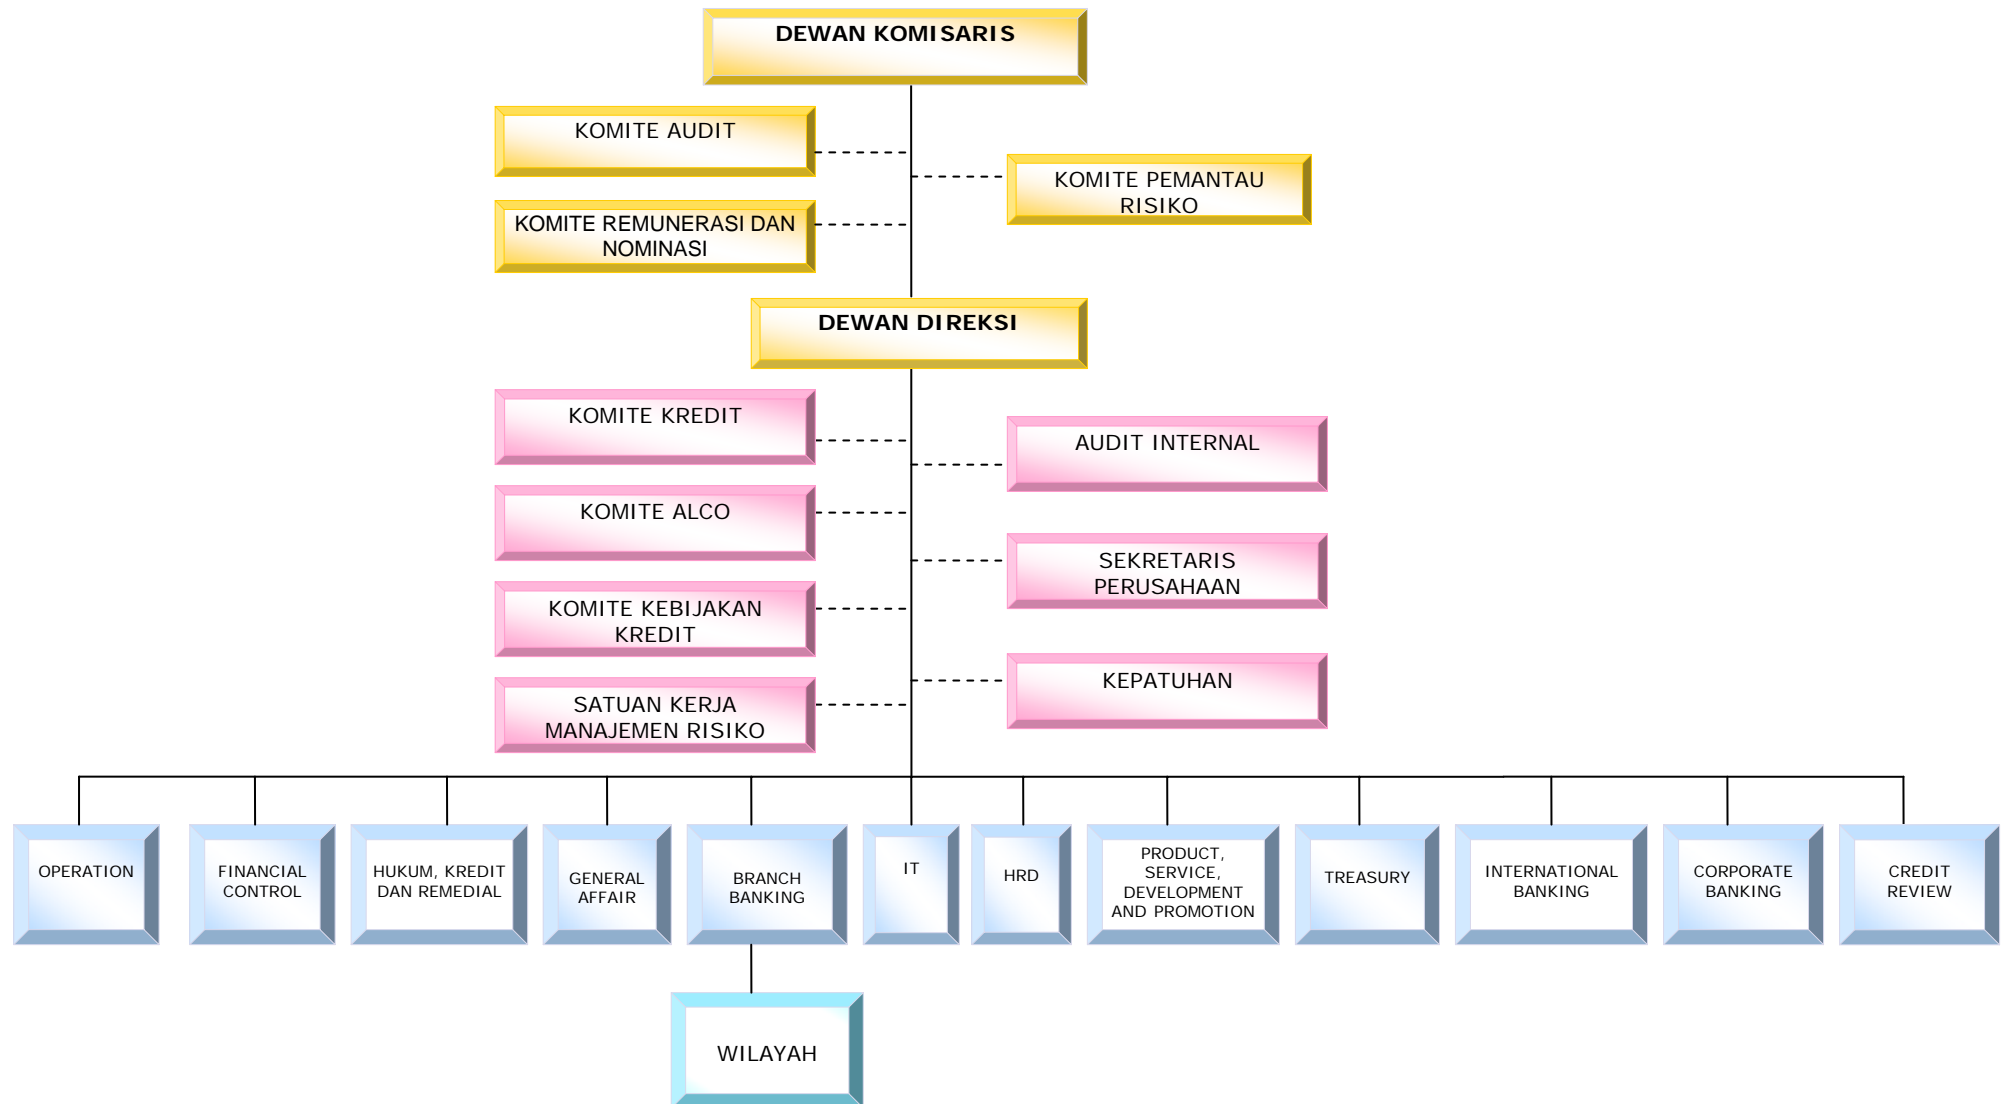 DEWAN KOMISARIS
KOMITE AUDIT
KOMITE PEMANTAU
RISIKO
KOMITE REMUNERASI DAN
NOMINASI
DEWAN DIREKSI
KOMITE KREDIT
AUDIT INTERNAL
KOMITE ALCO
SEKRETARIS
PERUSAHAAN
KOMITE KEBIJAKAN
KREDIT
KEPATUHAN
SATUAN KERJA
MANAJEMEN RISIKO
OPERATION
FINANCIAL
CONTROL
HUKUM, KREDIT
DAN REMEDIAL
GENERAL
AFFAIR
BRANCH
BANKING
IT
HRD
PRODUCT,
SERVICE,
DEVELOPMENT
AND PROMOTION
TREASURY
INTERNATIONAL
BANKING
CORPORATE
BANKING
CREDIT
REVIEW
WILAYAH